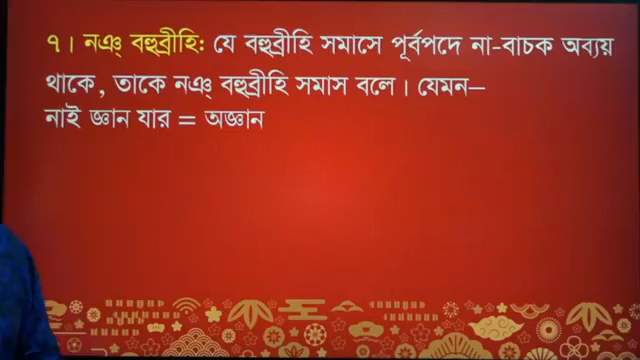 ৭। নঞ্ বহুব্রীহি: যে বহুব্রীহি সমাসে পূর্বপদে না-বাচক অব্যয়
থাকে, তাকে নঞ্ বহুব্রীহি সমাস বলে। যেমন–
নাই জ্ঞান যার = অজ্ঞান